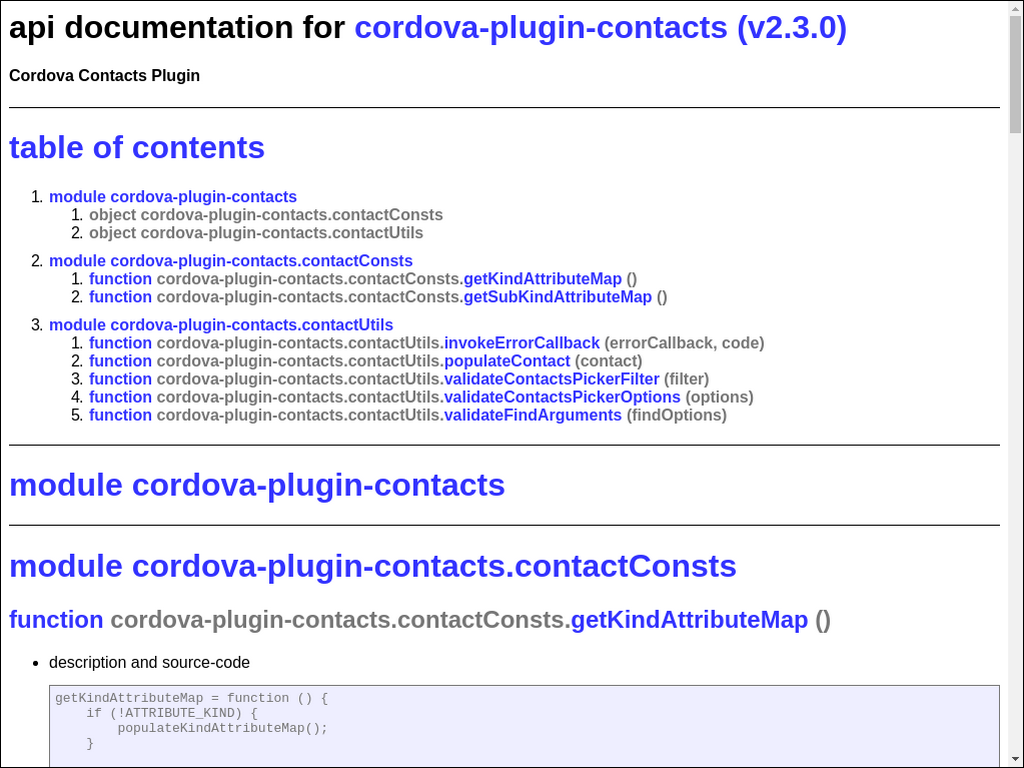 api documentation for cordova-plugin-contacts (v2.3.0)
Cordova Contacts Plugin
table of contents
1. module cordova-plugin-contacts
1. object cordova-plugin-contacts.contactConsts
2. object cordova-plugin-contacts.contactUtils
2. module cordova-plugin-contacts.contactConsts
1. function cordova-plugin-contacts.contactConsts.getKindAttributeMap ()
2. function cordova-plugin-contacts.contactConsts.getSubKindAttributeMap ()
3. module cordova-plugin-contacts.contactUtils
1. function cordova-plugin-contacts.contactUtils.invokeErrorCallback (errorCallback, code)
2. function cordova-plugin-contacts.contactUtils.populateContact (contact)
3. function cordova-plugin-contacts.contactUtils.validateContactsPickerFilter (filter)
4. function cordova-plugin-contacts.contactUtils.validateContactsPickerOptions (options)
5. function cordova-plugin-contacts.contactUtils.validateFindArguments (findOptions)
module cordova-plugin-contacts
module cordova-plugin-contacts.contactConsts
function cordova-plugin-contacts.contactConsts.getKindAttributeMap ()
• description and source-code
getKindAttributeMap = function () {
    if (!ATTRIBUTE_KIND) {
        populateKindAttributeMap();
    }